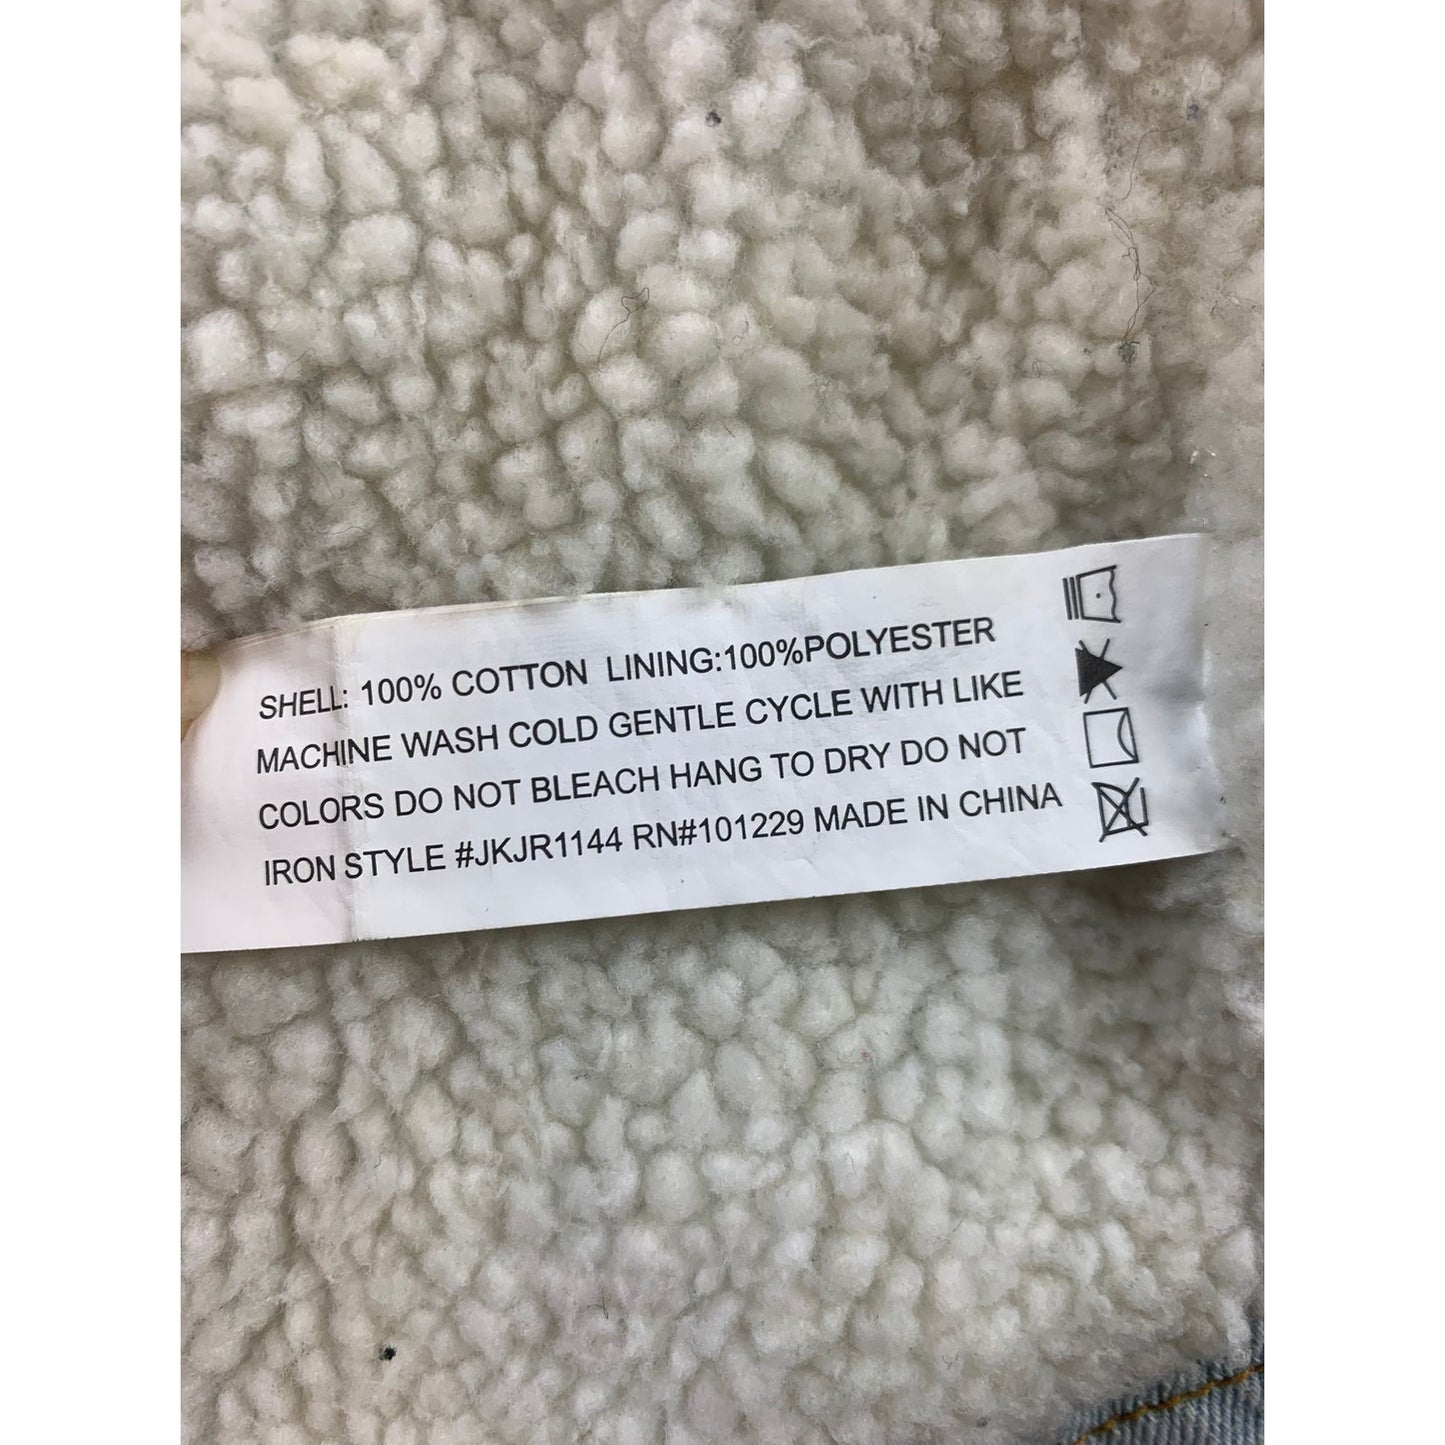 SHELL: 100% COTTON LINING:100%POLYESTER
MACHINE WASH COLD GENTLE CYCLE WITH LIKE
COLORS DO NOT BLEACH HANG TO DRY DO NOT
IRON STYLE #JKJR1144 RN#101229 MADE IN CHINA